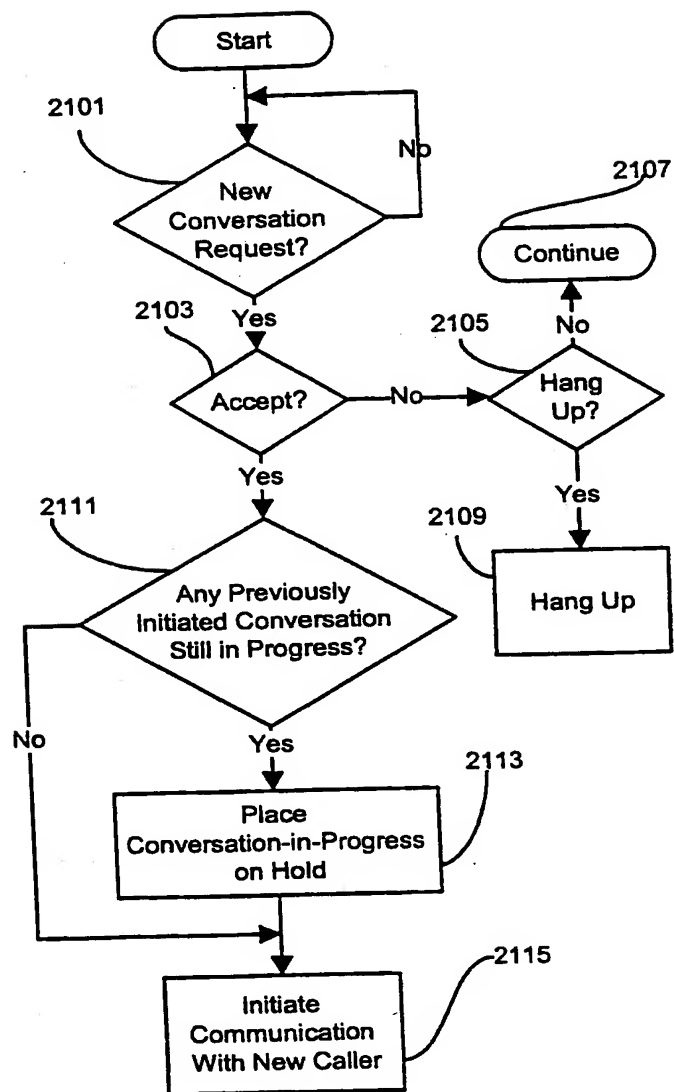 Start
2101
No
New
Conversation
Request?
2107
Continue
Yes
2103
2105
No
Accept?
No
Hang
Up?
Yes
Yes
2111
2109
Any Previously
Initiated Conversation
Still in Progress?
Hang Up
No
Yes
2113
Place
Conversation-in-Progress
on Hold
2115
Initiate
Communication
With New Caller